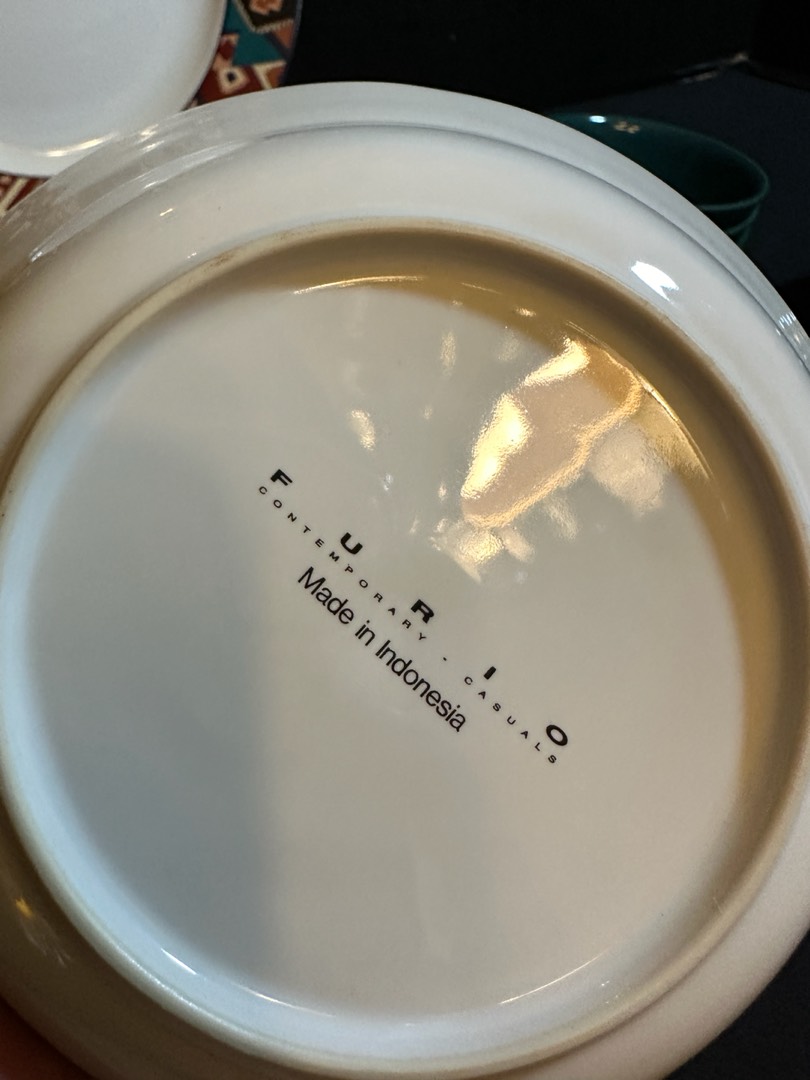 FURIO
CONTEMPORARY - CASUALS
Made in Indonesia